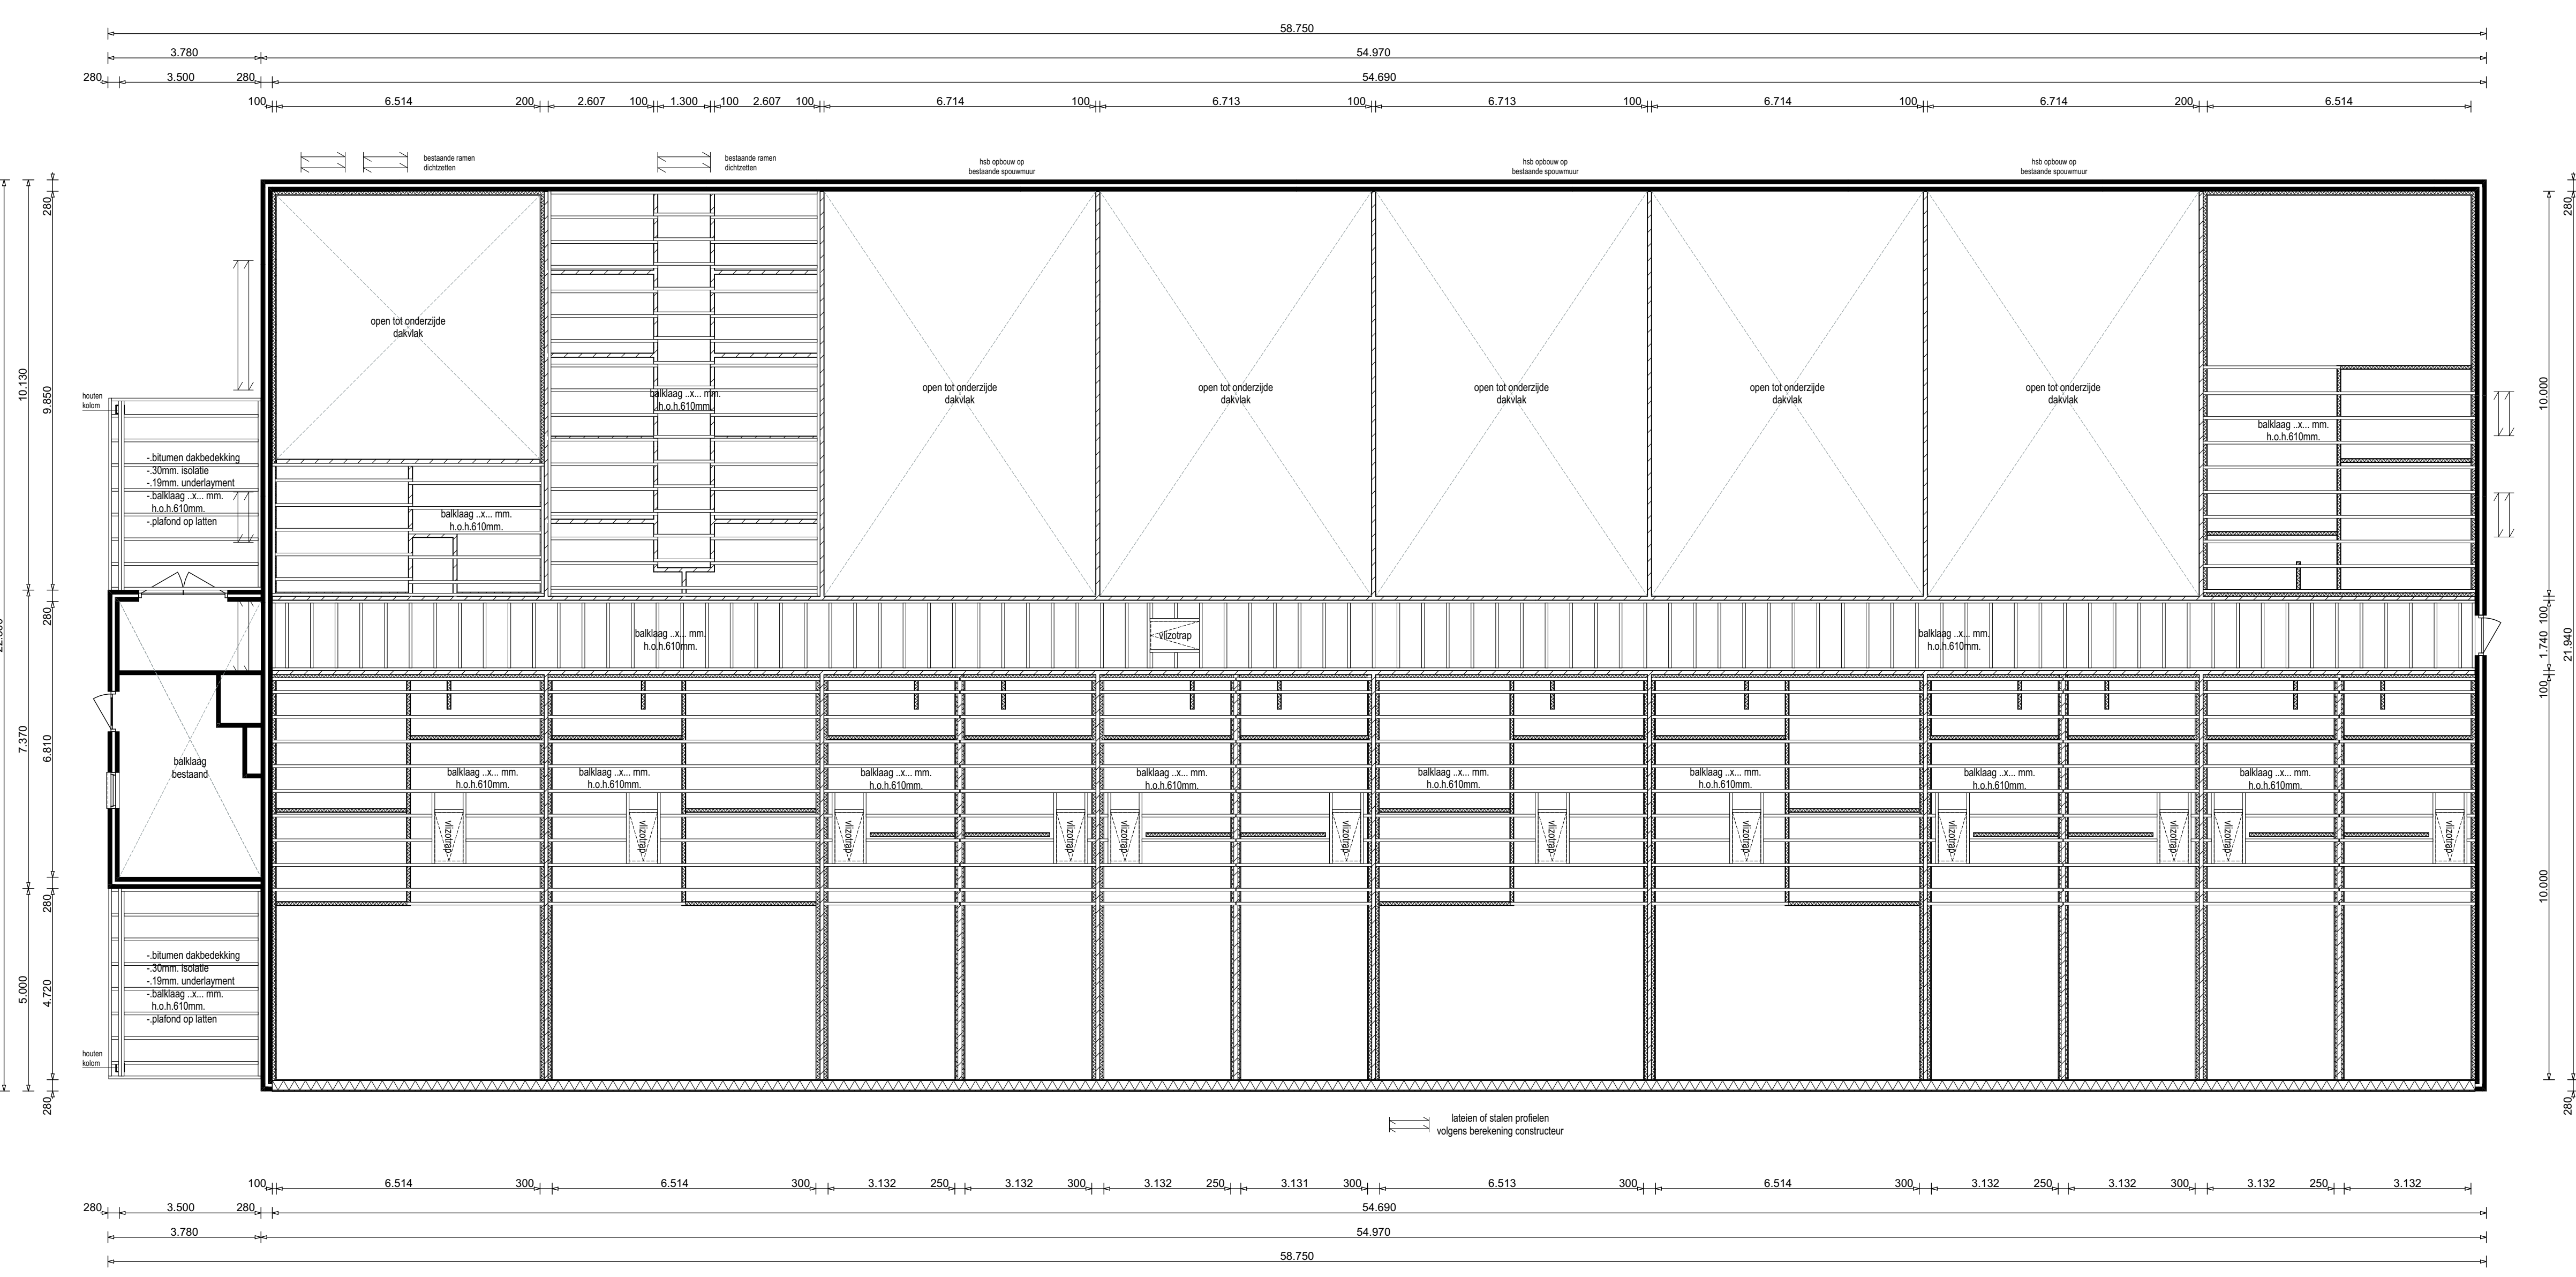 58.750
3.780 54.970
280 3.500 280 54.690
100 6.514 200 2.607 100 1.300 100 2.607 100 6.714 100 6.713 100 6.713 100 6.714 100 6.714 200 6.514
bestaande ramen
dichtzetten
bestaande ramen
dichtzetten
hsb opbouw op
bestaande spouwmuur
hsb opbouw op
bestaande spouwmuur
hsb opbouw op
bestaande spouwmuur
280
280
10.130
9.850
10.000
open tot onderzijde
dakvlak
open tot onderzijde
dakvlak
open tot onderzijde
dakvlak
open tot onderzijde
dakvlak
open tot onderzijde
dakvlak
open tot onderzijde
dakvlak
balklaag ..x... mm.
h.o.h.610mm.
balklaag ..x... mm.
h.o.h.610mm.
balklaag ..x... mm.
h.o.h.610mm.
houten
kolom
-.bitumen dakbedekking
-.30mm. isolatie
-.19mm. underlayment
-.balklaag ..x... mm.
h.o.h.610mm.
-.plafond op latten
280
100
1.740
21.940
100
balklaag ..x... mm.
h.o.h.610mm.
vlizotrap
balklaag ..x... mm.
h.o.h.610mm.
7.370
6.810
balklaag
bestaand
balklaag ..x... mm.
h.o.h.610mm.
balklaag ..x... mm.
h.o.h.610mm.
balklaag ..x... mm.
h.o.h.610mm.
balklaag ..x... mm.
h.o.h.610mm.
balklaag ..x... mm.
h.o.h.610mm.
balklaag ..x... mm.
h.o.h.610mm.
balklaag ..x... mm.
h.o.h.610mm.
balklaag ..x... mm.
h.o.h.610mm.
vlizotrap
vlizotrap
vlizotrap
vlizotrap
vlizotrap
vlizotrap
vlizotrap
vlizotrap
vlizotrap
vlizotrap
vlizotrap
vlizotrap
280
10.000
5.000
4.720
-.bitumen dakbedekking
-.30mm. isolatie
-.19mm. underlayment
-.balklaag ..x... mm.
h.o.h.610mm.
-.plafond op latten
houten
kolom
280
280
lateien of stalen profielen
volgens berekening constructeur
100 6.514 300 6.514 300 3.132 250 3.132 300 3.132 250 3.131 300 6.513 300 6.514 300 3.132 250 3.132 300 3.132 250 3.132
280 3.500 280 54.690
3.780 54.970
58.750